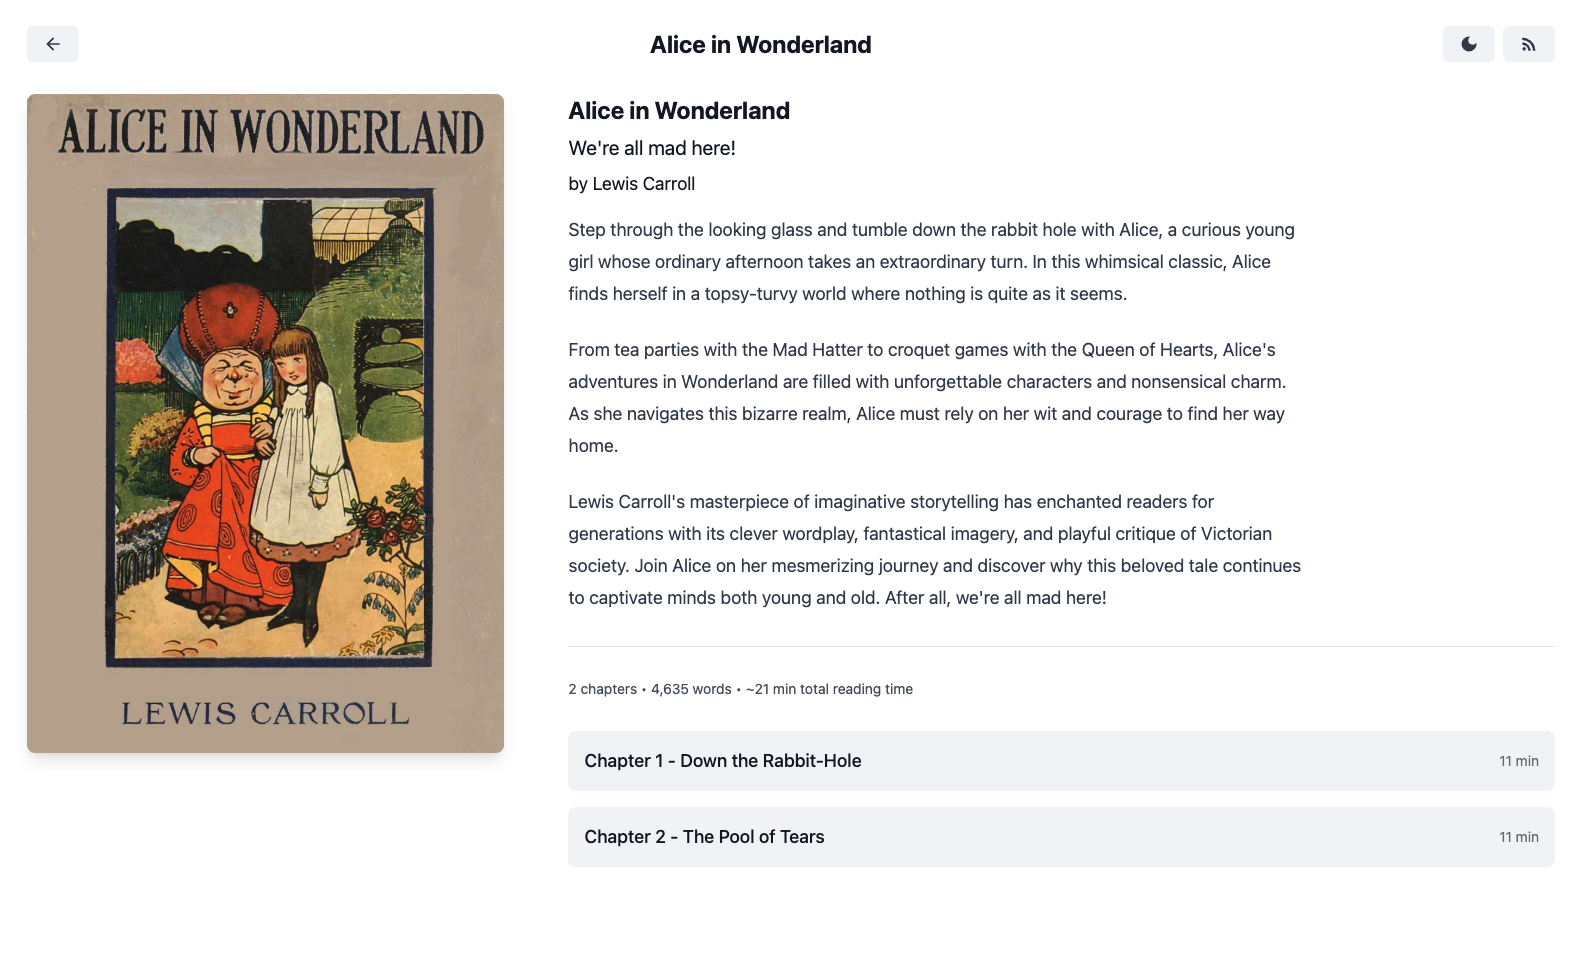 Alice in Wonderland
ALICE IN WONDERLAND
LEWIS CARROLL
Alice in Wonderland
We're all mad here!
by Lewis Carroll
Step through the looking glass and tumble down the rabbit hole with Alice, a curious young
girl whose ordinary afternoon takes an extraordinary turn. In this whimsical classic, Alice
finds herself in a topsy-turvy world where nothing is quite as it seems.
From tea parties with the Mad Hatter to croquet games with the Queen of Hearts, Alice's
adventures in Wonderland are filled with unforgettable characters and nonsensical charm.
As she navigates this bizarre realm, Alice must rely on her wit and courage to find her way
home.
Lewis Carroll's masterpiece of imaginative storytelling has enchanted readers for
generations with its clever wordplay, fantastical imagery, and playful critique of Victorian
society. Join Alice on her mesmerizing journey and discover why this beloved tale continues
to captivate minds both young and old. After all, we're all mad here!
2 chapters • 4,635 words • ~21 min total reading time
Chapter 1 - Down the Rabbit-Hole 11 min
Chapter 2 - The Pool of Tears 11 min